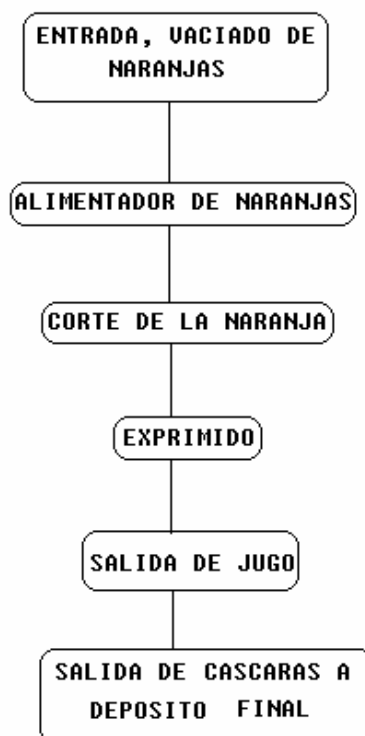 ENTRADA, VACIADO DE
NARANJAS
ALIMENTADOR DE NARANJAS
CORTE DE LA NARANJA
EXPRIMIDO
SALIDA DE JUGO
SALIDA DE CASCARAS A
DEPOSITO FINAL